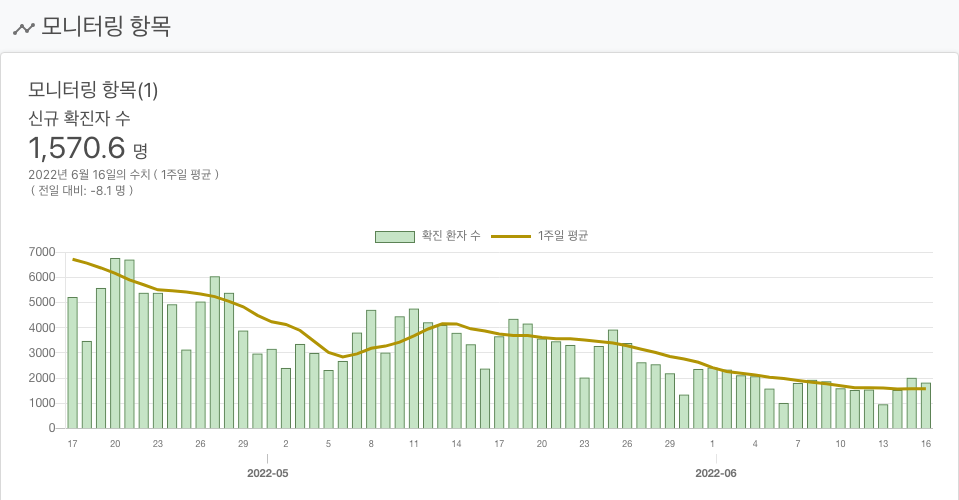 모니터링 항목
모니터링 항목(1)
신규 확진자 수
1,570.6 명
2022년 6월 16일의 수치 ( 1주일 평균 )
( 전일 대비: -8.1 명 )
확진 환자 수 1주일 평균
7000
6000
5000
4000
3000
2000
1000
0
17 20 23 26 29 2 5 8 11 14 17 20 23 26 29 1 4 7 10 13 16
2022-05 2022-06